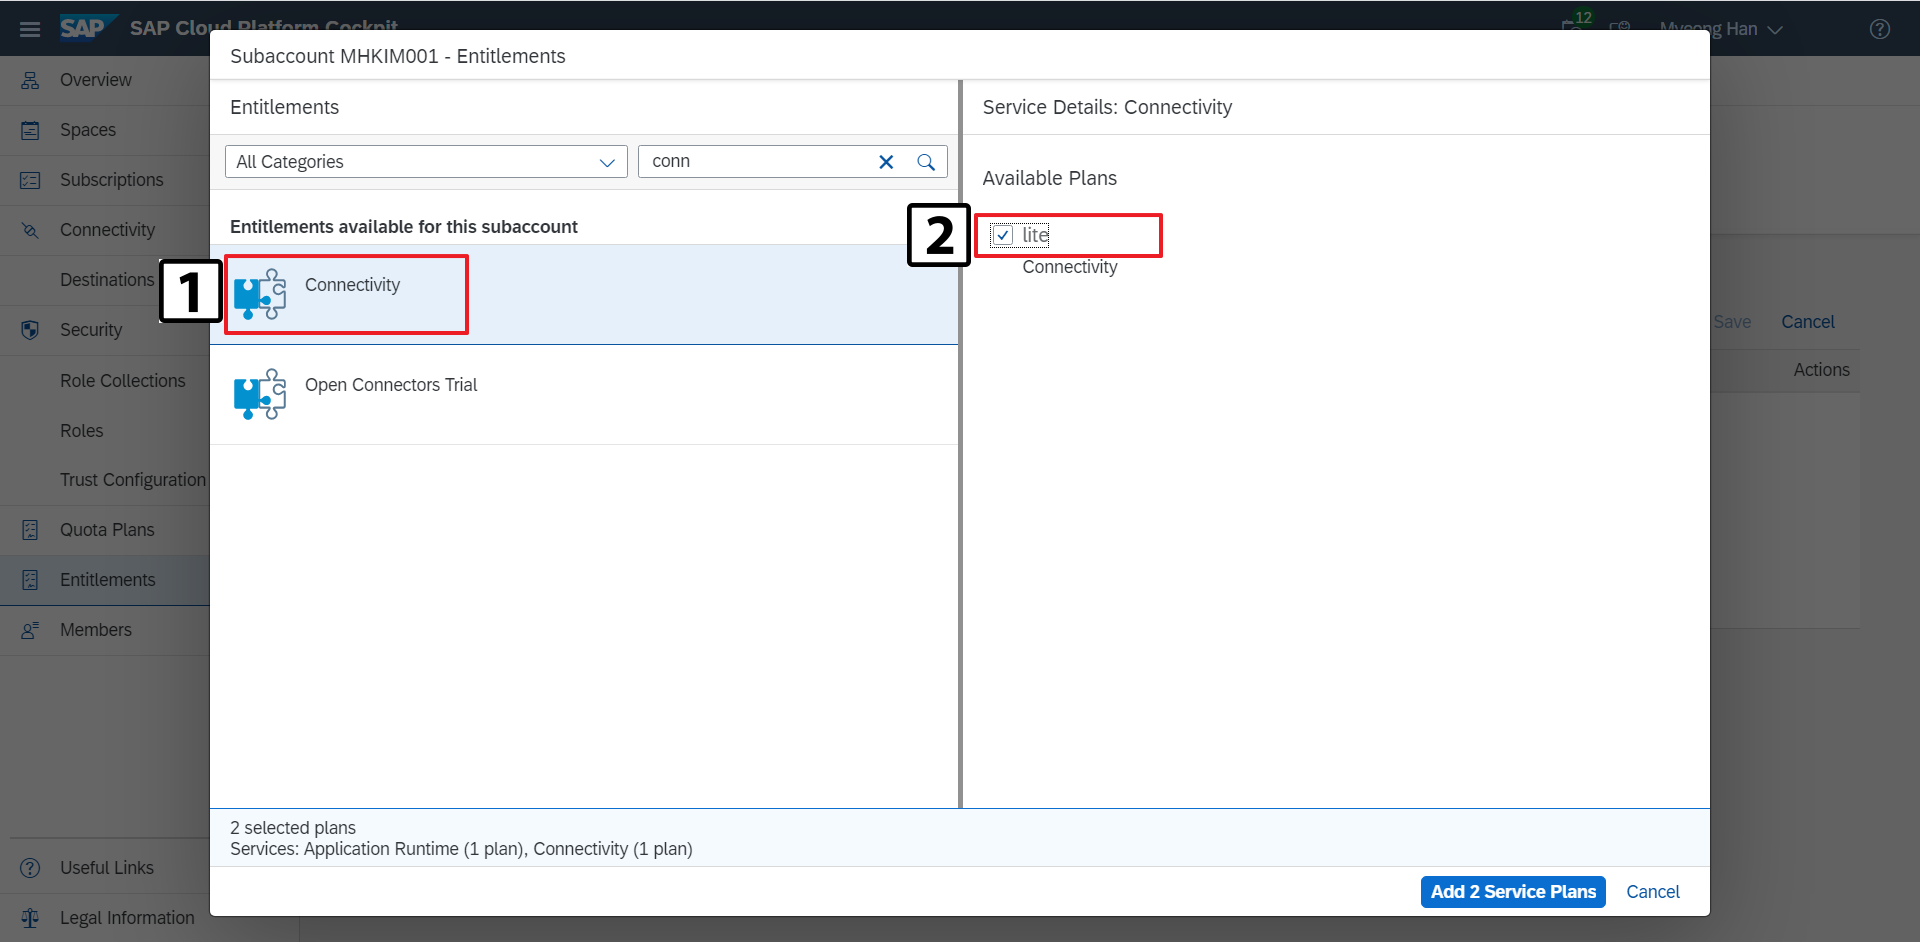 SAP
SAP Cloud Platform Cockpit
12
Myeong Han
Subaccount MHKIM001 - Entitlements
Overview
Spaces
Subscriptions
Connectivity
Destinations
Security
Role Collections
Roles
Trust Configuration
Quota Plans
Entitlements
Members
Useful Links
Legal Information
Entitlements
All Categories
conn
Entitlements available for this subaccount
1
Connectivity
Open Connectors Trial
Service Details: Connectivity
Available Plans
2
lite
Connectivity
Save
Cancel
Actions
2 selected plans
Services: Application Runtime (1 plan), Connectivity (1 plan)
Add 2 Service Plans
Cancel